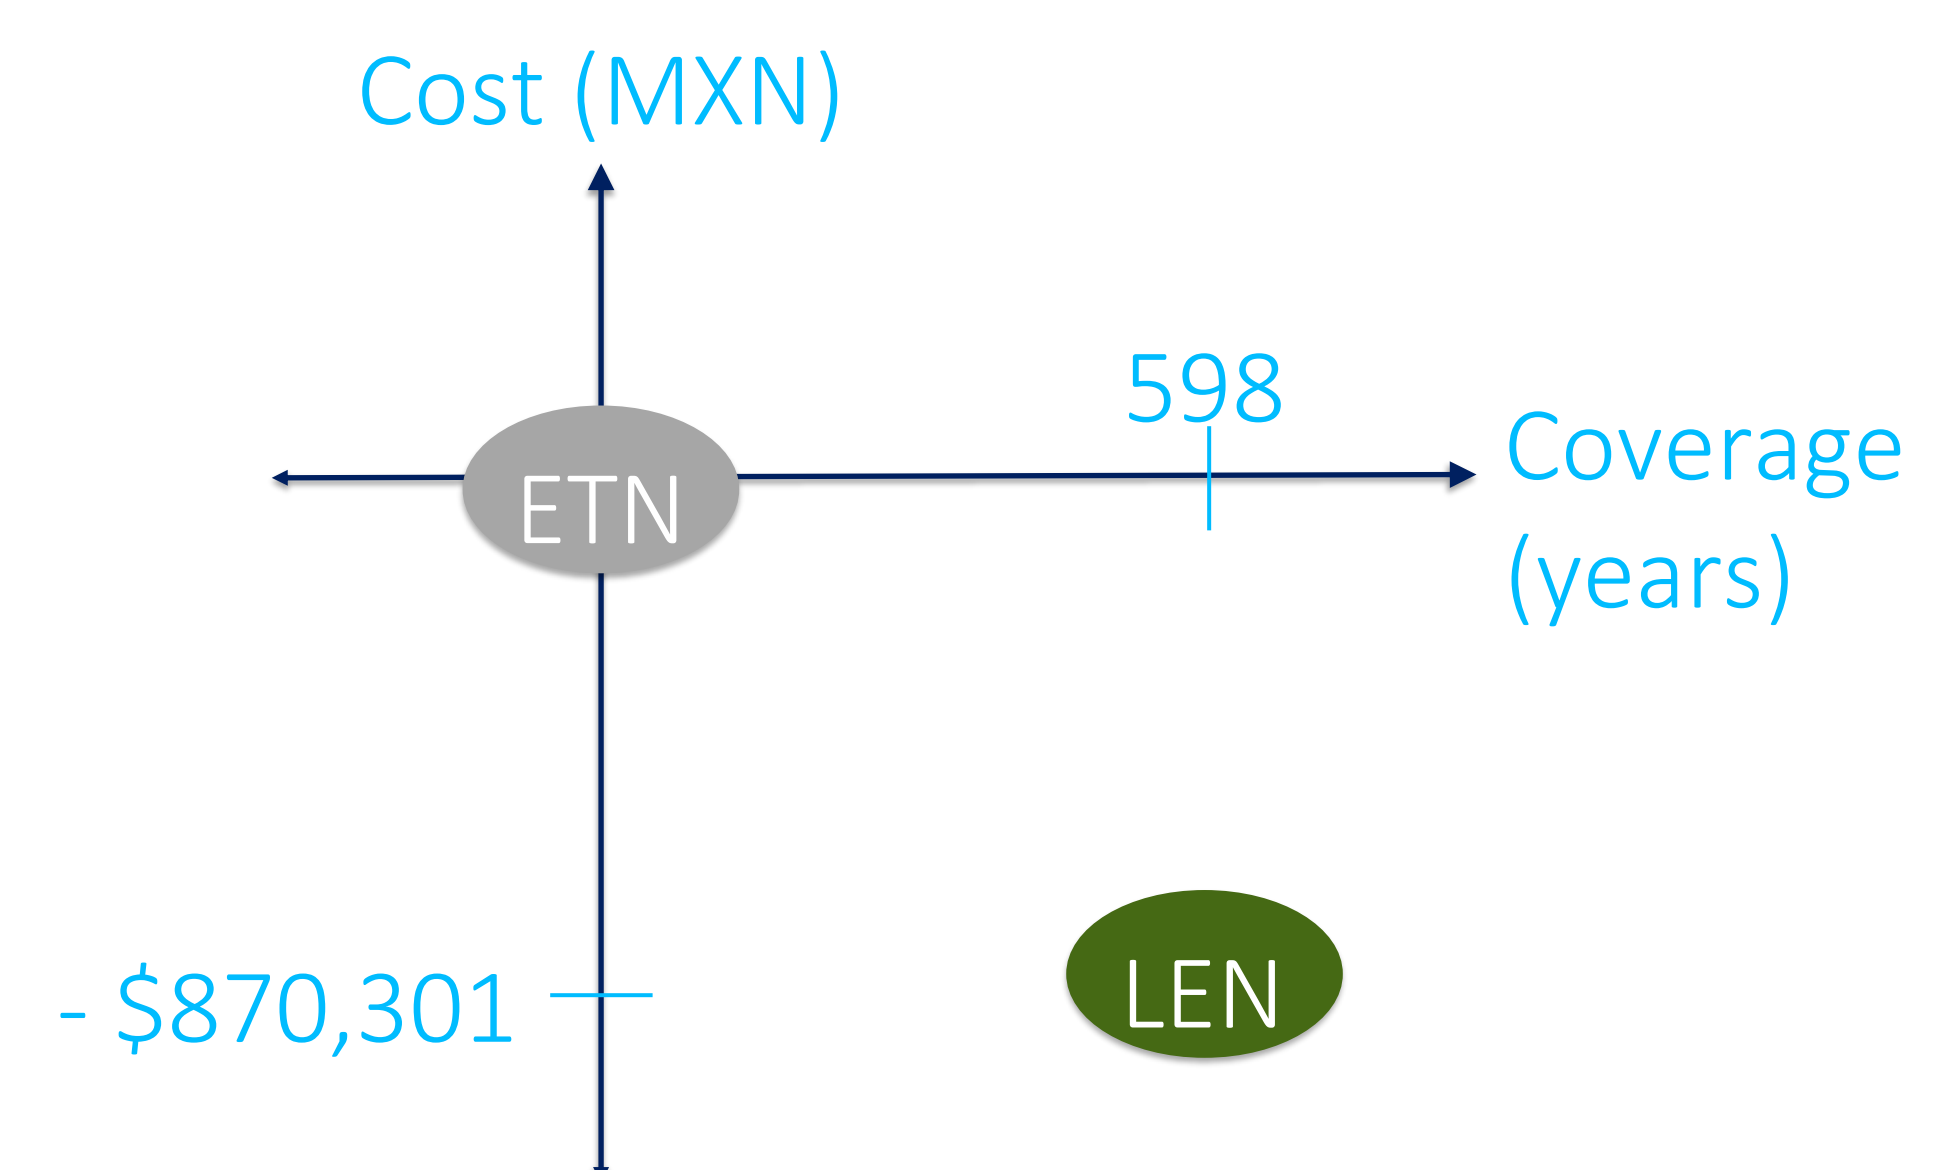 Cost (MXN)
598
Coverage
(years)
ETN
- $870,301
LEN